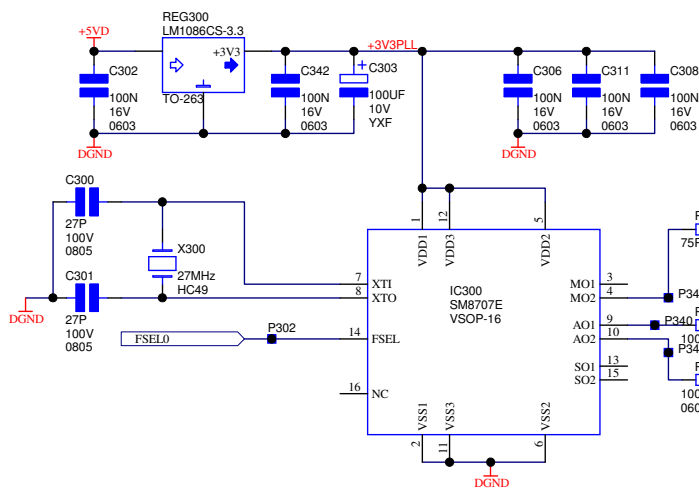 REG300
LM1086CS-3.3
+5VD
+3V3
+3V3PLL
C302
100N
16V
0603
TO-263
C342
100N
16V
0603
+
C303
100UF
10V
YXF
C306
100N
16V
0603
C311
100N
16V
0603
C308
100N
16V
0603
DGND
DGND
C300
27P
100V
0805
X300
27MHz
HC49
C301
27P
100V
0805
DGND
FSEL0
P302
1
12
5
VDD1
VDD3
VDD2
7
XTI
8
XTO
14
FSEL
16
NC
IC300
SM8707E
VSOP-16
MO1
3
MO2
4
AO1
9
AO2
10
SO1
13
SO2
15
VSS1
VSS3
VSS2
2
11
6
DGND
75R
P34
P340
100
P34
100
060